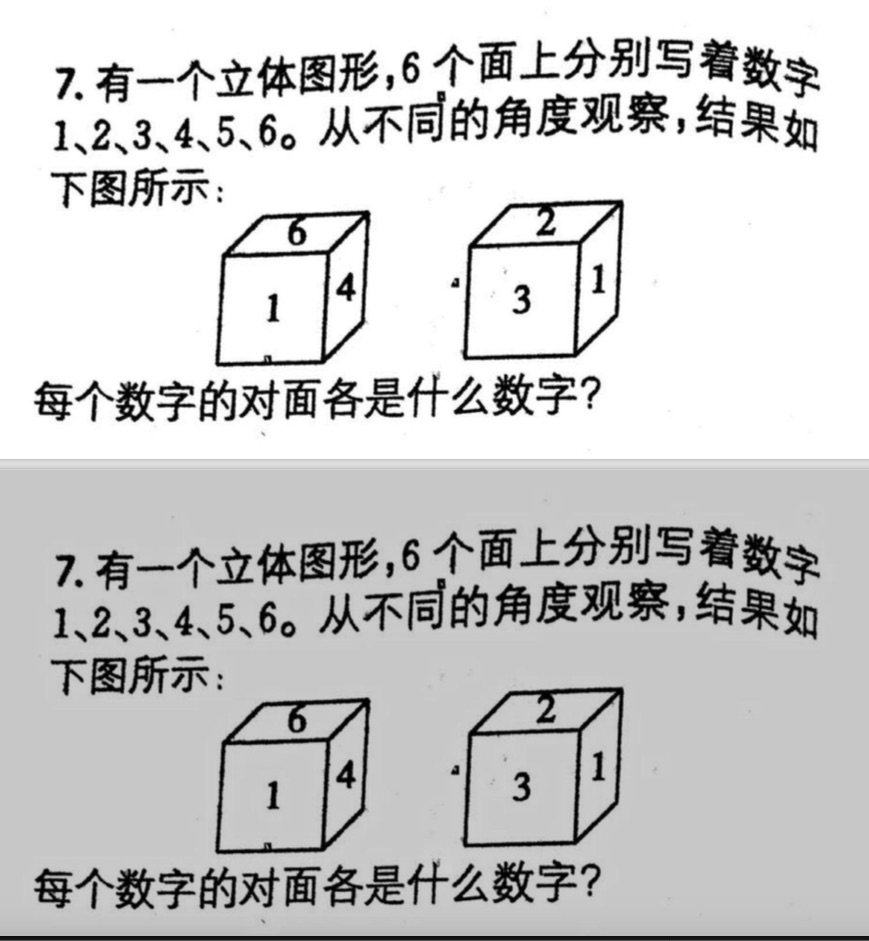 7. 有一个立体图形,6 个面上分别写着数字
1、2、3、4、5、6。从不同的角度观察,结果如
下图所示:
6
1
4
2
3
1
每个数字的对面各是什么数字?
7. 有一个立体图形,6 个面上分别写着数字
1、2、3、4、5、6。从不同的角度观察,结果如
下图所示:
6
1
4
2
3
1
每个数字的对面各是什么数字?